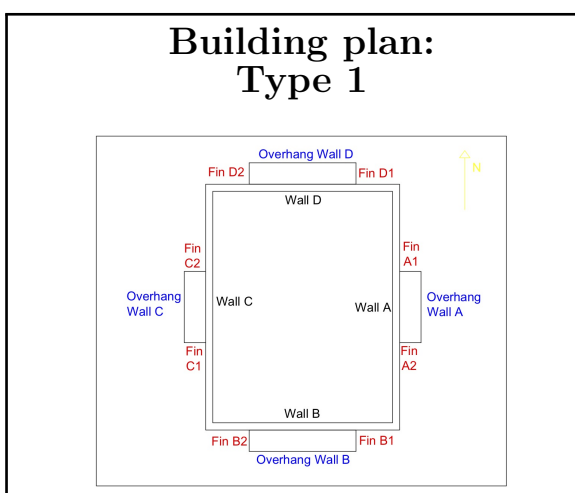 Building plan:
Type 1
Overhang Wall D
N
Fin D2
Fin D1
Wall D
Fin
C2
Fin
A1
Overhang
Wall C
Wall C
Wall A
Overhang
Wall A
Fin
C1
Fin
A2
Wall B
Fin B2
Fin B1
Overhang Wall B